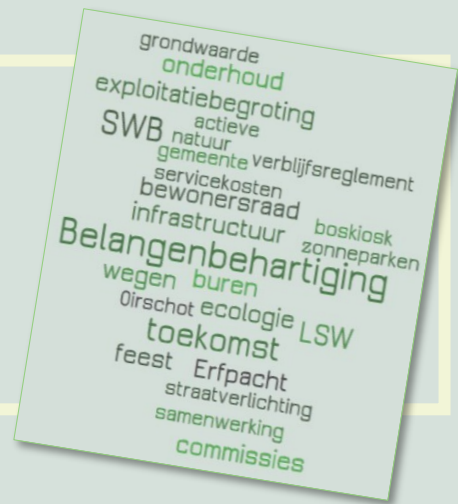 grondwaarde
onderhoud
exploitatiebegroting
actieve
SWB natuur
gemeente verblijfsreglement
servicekosten
bewonersraad
infrastructuur boskiosk
zonneparken
Belangenbehartiging
wegen buren
Oirschot ecologie LSW
toekomst
feest Erfpacht
straatverlichting
samenwerking
commissies